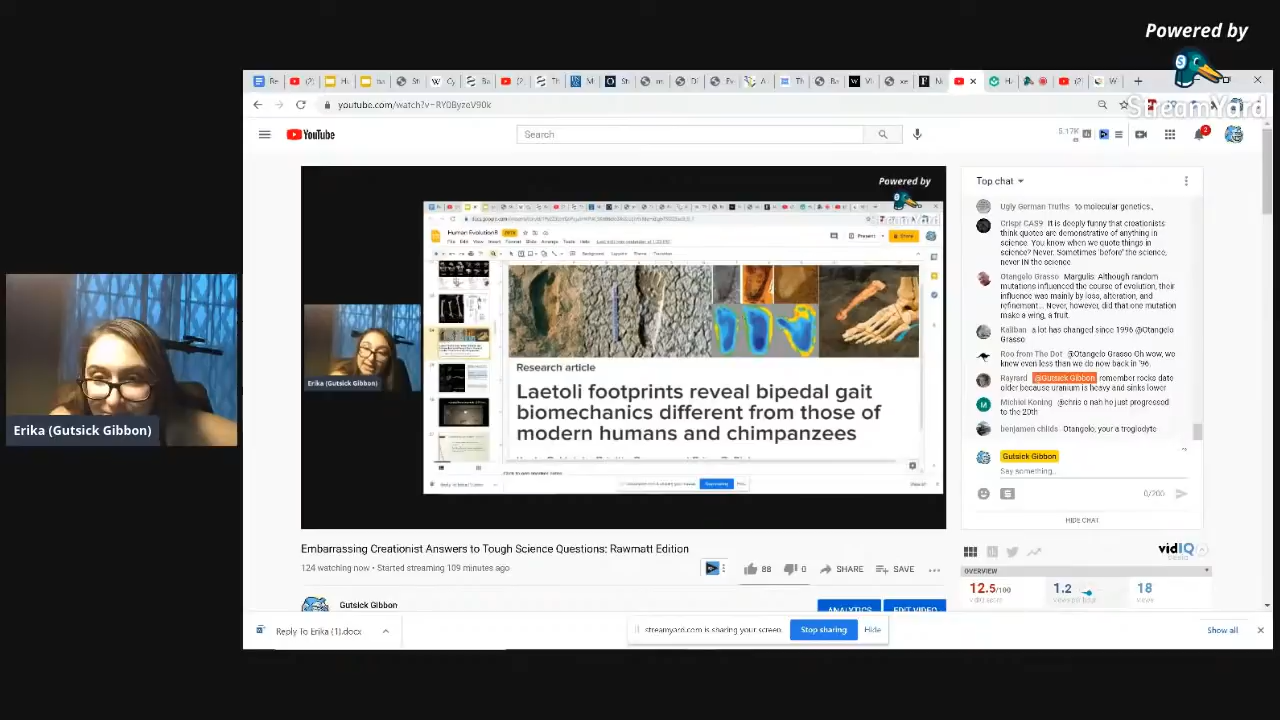 Powered by
StreamYard
youtube.com/watch?v=RY0ByzeV90k
YouTube
Search
5.17K
2
Powered by
Human Evolution8
Present
Share
Erika (Gutsick Gibbon)
Research article
Laetoli footprints reveal bipedal gait
biomechanics different from those of
modern humans and chimpanzees
Erika (Gutsick Gibbon)
Top chat
Ugly German Truths to molecular genetics.,
Crispr CAS9 It is deeply funny that creationists
think quotes are demonstrative of anything in
science? You know when we quote things in
science? Never. Sometimes 'before' the science,
never IN the science
Otangelo Grasso Margulis: Although random
mutations influenced the course of evolution, their
influence was mainly by loss, alteration, and
refinement... Never, however, did that one mutation
make a wing, a fruit.
Kaliban a lot has changed since 1996 @Otangelo
Grasso
Roo from The Dot @Otangelo Grasso Oh wow, we
knew even less than we do now back in '96.
Rayrard @Gutsick Gibbon remember rocks date
older because uranium is heavy and sinks lower
Michiel Koning @chris o nah he just progressed
to the 20th
benjamen childs Otangolo, your a troglodyte
Gutsick Gibbon
Say something...
0/200
HIDE CHAT
Embarrassing Creationist Answers to Tough Science Questions: Rawmatt Edition
124 watching now • Started streaming 109 minutes ago
88
0
SHARE
SAVE
vidIQ
OVERVIEW
12.5/100
1.2
18
Gutsick Gibbon
ANALYTICS
EDIT VIDEO
Reply To Erika (1).docx
streamyard.com is sharing your screen.
Stop sharing
Hide
Show all